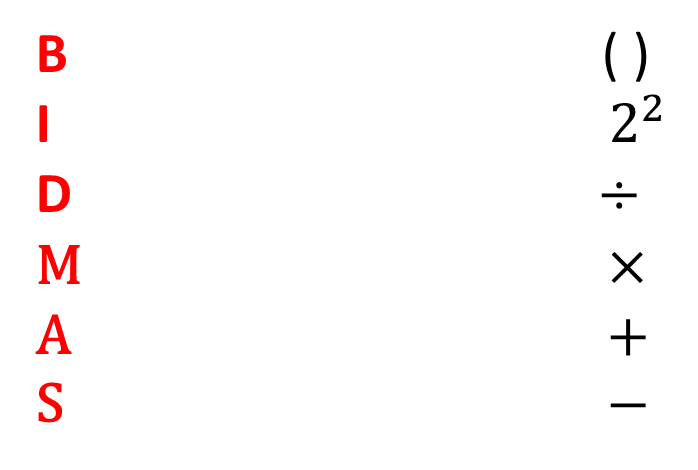 B ( )
I 2²
D ÷
M ×
A +
S −